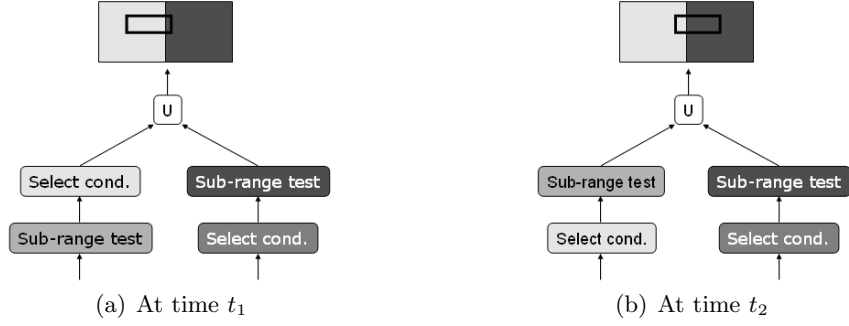 U
Select cond.
Sub-range test
Sub-range test
Select cond.
(a) At time t1
U
Sub-range test
Sub-range test
Select cond.
Select cond.
(b) At time t2